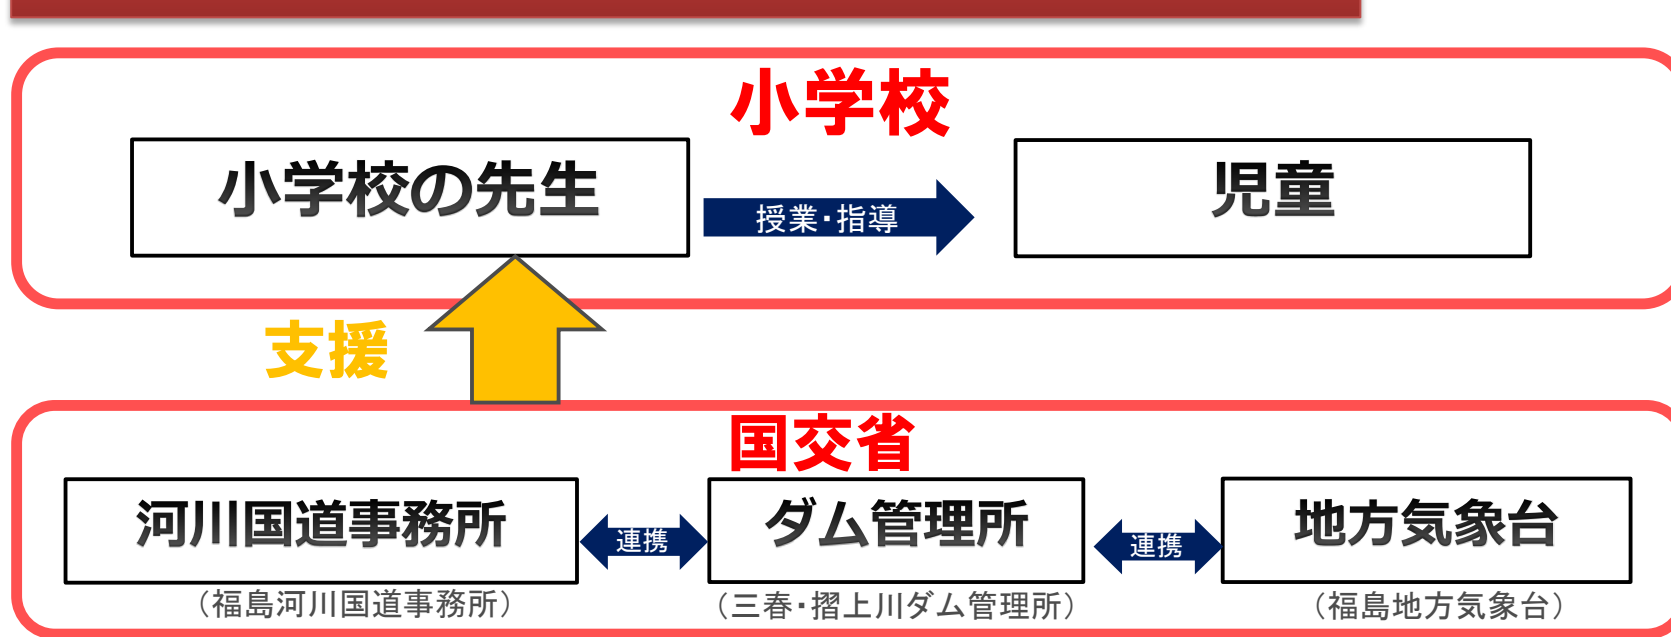 小学校
小学校の先生
授業・指導
児童
支援
国交省
河川国道事務所
連携
ダム管理所
連携
地方気象台
（福島河川国道事務所）
（三春・摺上川ダム管理所）
（福島地方気象台）